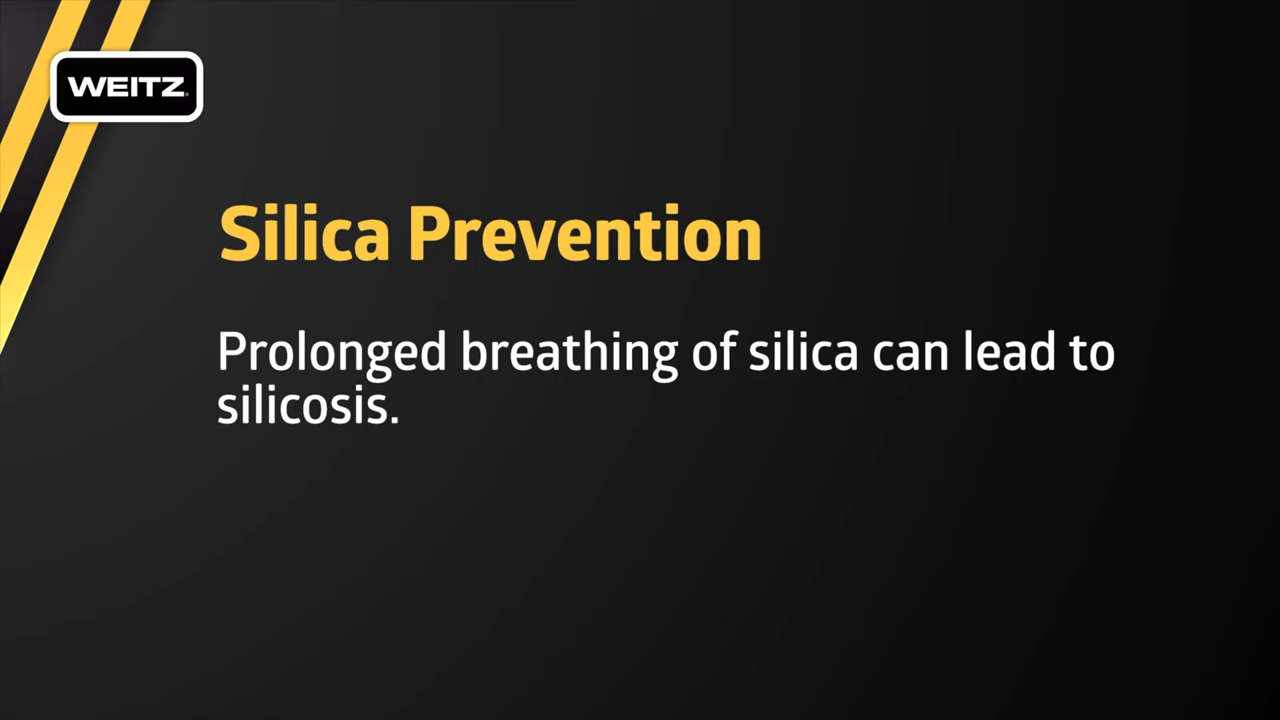 WEITZ
Silica Prevention
Prolonged breathing of silica can lead to
silicosis.